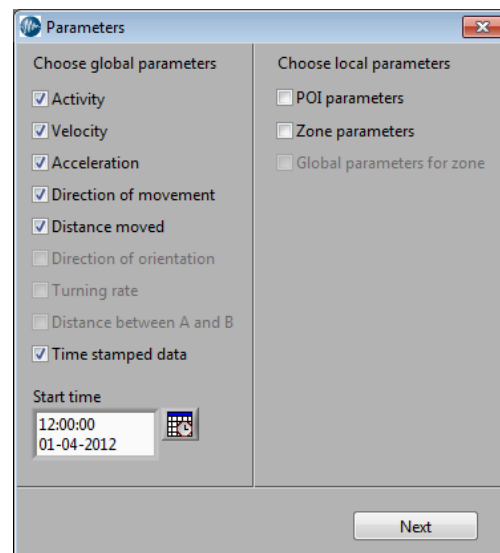 Parameters
Choose global parameters
Activity
Velocity
Acceleration
Direction of movement
Distance moved
Direction of orientation
Turning rate
Distance between A and B
Time stamped data
Start time
12:00:00
01-04-2012
Choose local parameters
POI parameters
Zone parameters
Global parameters for zone
Next